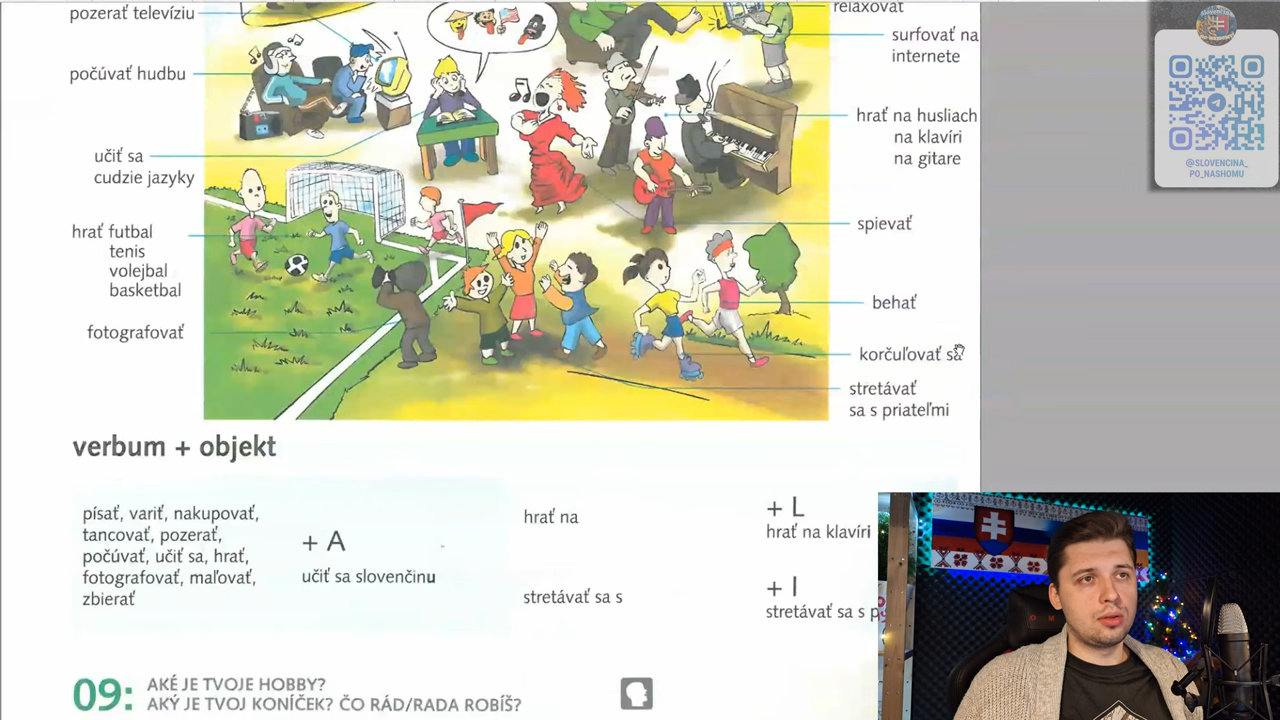 pozerať televíziu
počúvať hudbu
učiť sa
cudzie jazyky
hrať futbal
tenis
volejbal
basketbal
fotografovať
relaxovať
surfovať na
internete
hrať na husliach
na klavíri
na gitare
spievať
behať
korčuľovať sa
stretávať
sa s priateľmi
@SLOVENCINA_
PO_NASHOMU
verbum + objekt
písať, variť, nakupovať,
tancovať, pozerať,
počúvať, učiť sa, hrať,
fotografovať, maľovať,
zbierať
+ A
učiť sa slovenčinu
hrať na
+ L
hrať na klavíri
stretávať sa s
+ I
stretávať sa s p
09:
AKÉ JE TVOJE HOBBY?
AKÝ JE TVOJ KONÍČEK? ČO RÁD/RADA ROBÍŠ?